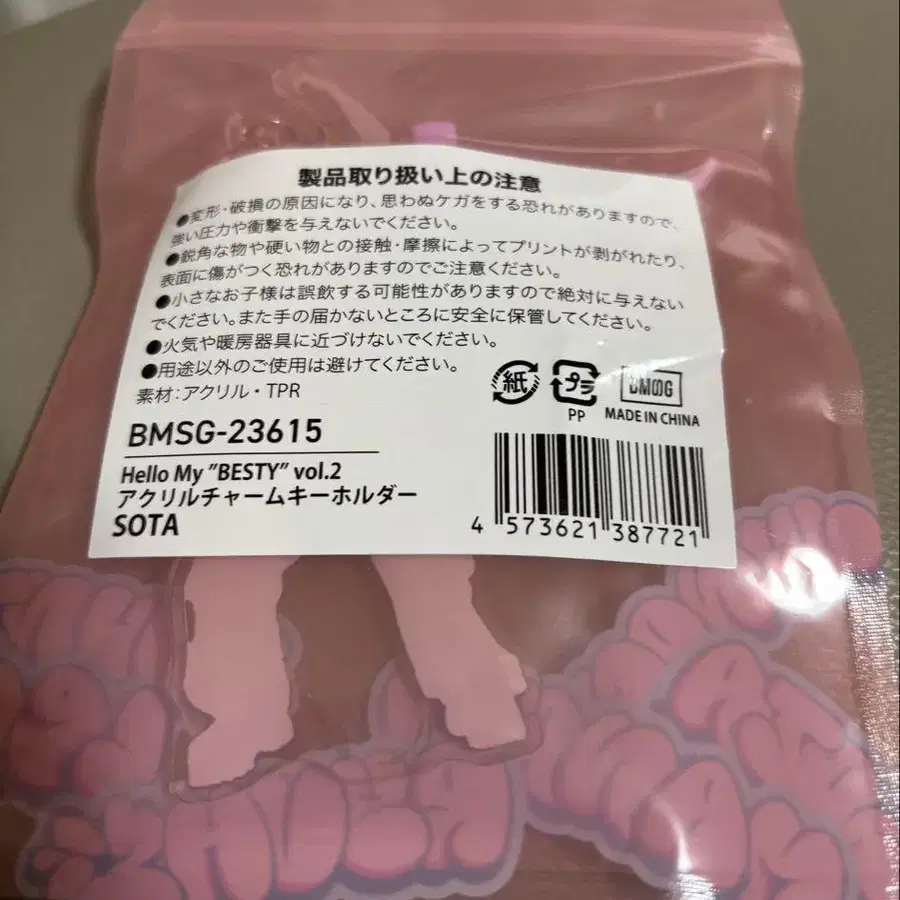 製品取り扱い上の注意
●変形・破損の原因になり、思わぬケガをする恐れがありますので、
強い圧力や衝撃を与えないでください。
●鋭角な物や硬い物との接触・摩擦によってプリントが剥がれたり、
表面に傷がつく恐れがありますのでご注意ください。
●小さなお子様は誤飲する可能性がありますので絶対に与えない
でください。また手の届かないところに安全に保管してください。
●火気や暖房器具に近づけないでください。
●用途以外のご使用は避けてください。
素材:アクリル・TPR
紙
プラ
PP
BMSG
MADE IN CHINA
BMSG-23615
Hello My "BESTY" vol.2
アクリルチャームキーホルダー
SOTA
4 573621 387721